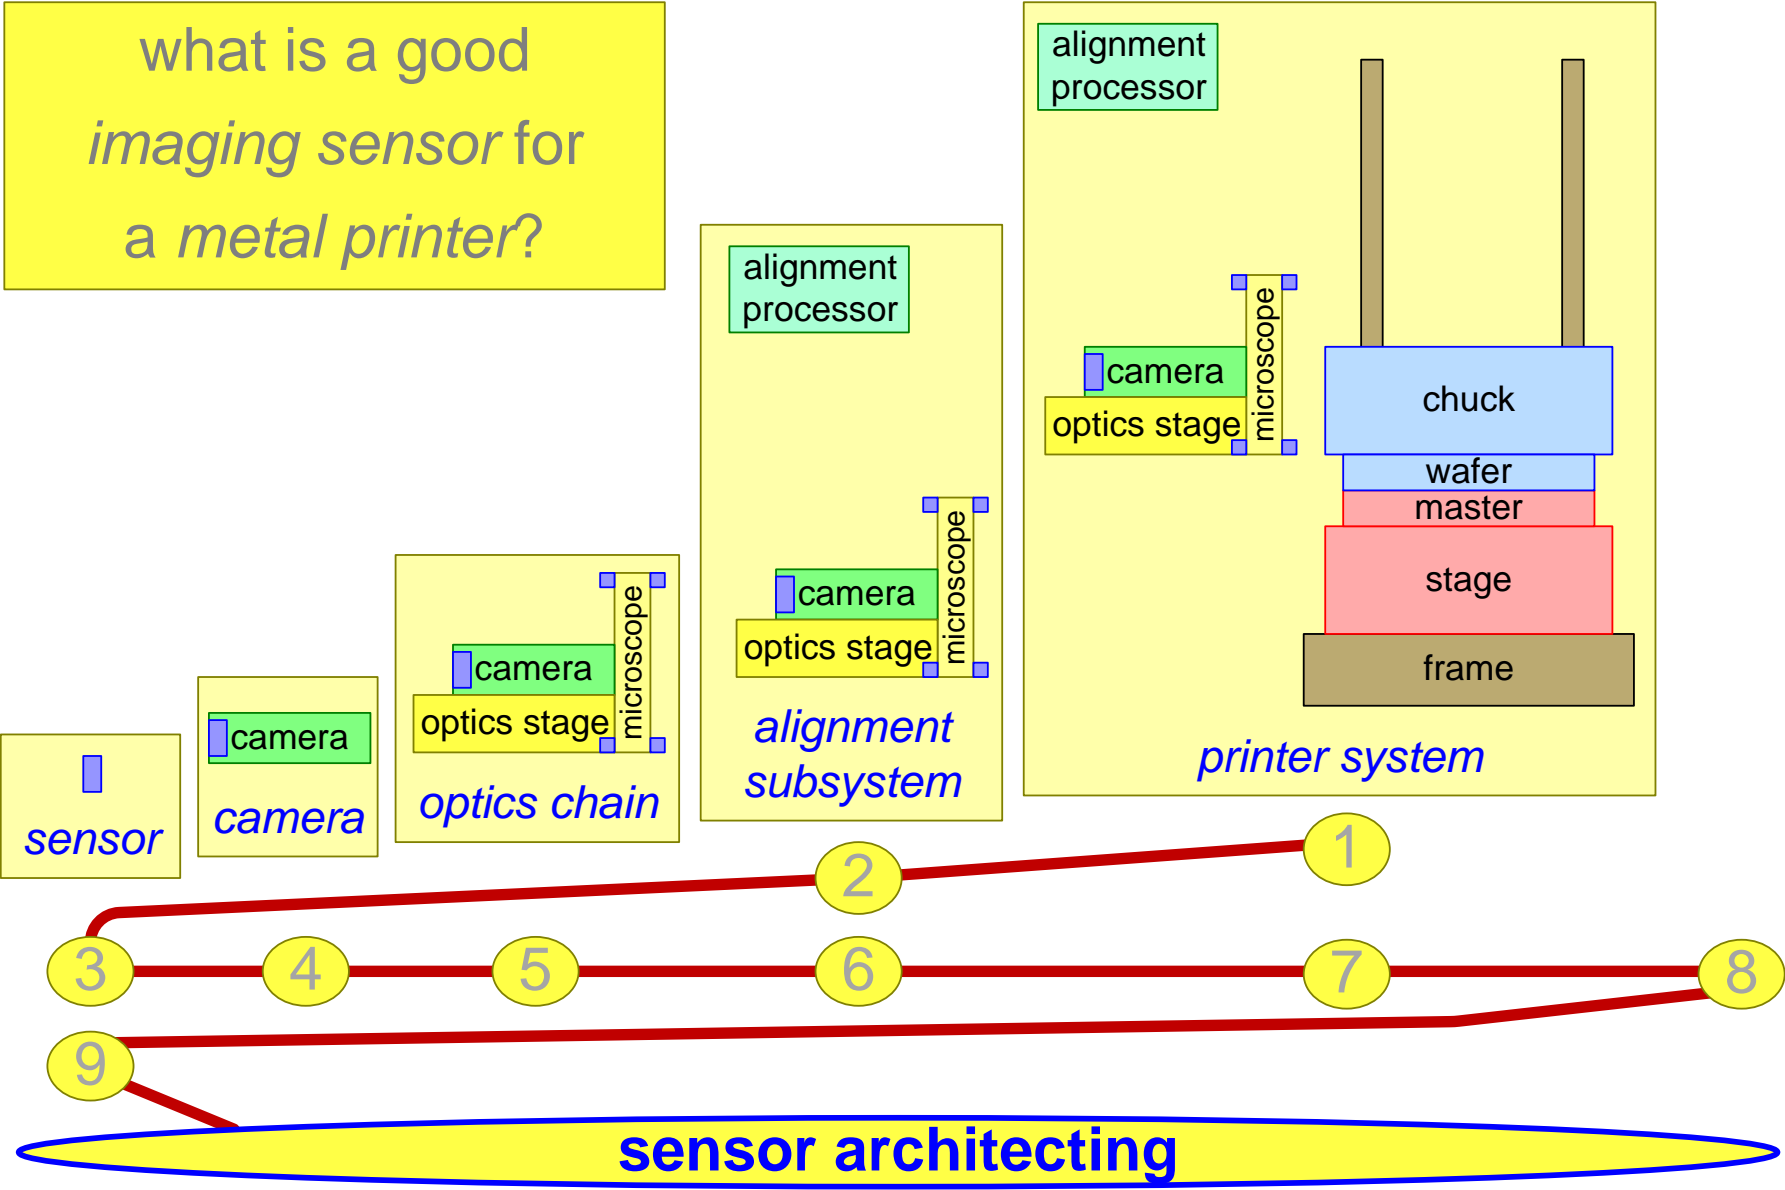 what is a good
imaging sensor for
a metal printer?
sensor
camera
camera
camera
optics stage
microscope
optics chain
alignment
processor
camera
optics stage
microscope
alignment
subsystem
alignment
processor
camera
optics stage
microscope
chuck
wafer
master
stage
frame
printer system
1
2
3
4
5
6
7
8
9
sensor architecting